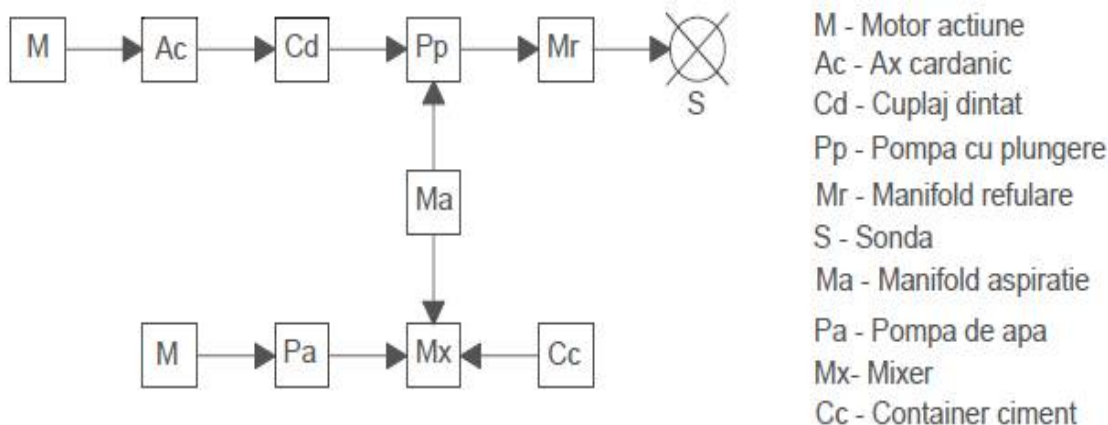 M
Ac
Cd
Pp
Mr
S
Ma
M
Pa
Mx
Cc
M - Motor actiune
Ac - Ax cardanic
Cd - Cuplaj dintat
Pp - Pompa cu plungere
Mr - Manifold refulare
S - Sonda
Ma - Manifold aspiratie
Pa - Pompa de apa
Mx- Mixer
Cc - Container ciment